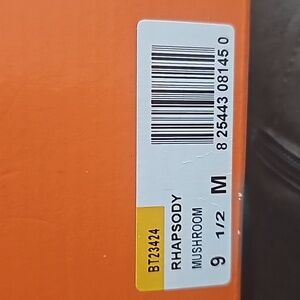 BT23424
RHAPSODY
MUSHROOM
9 1/2 M
8 25443 08145 0